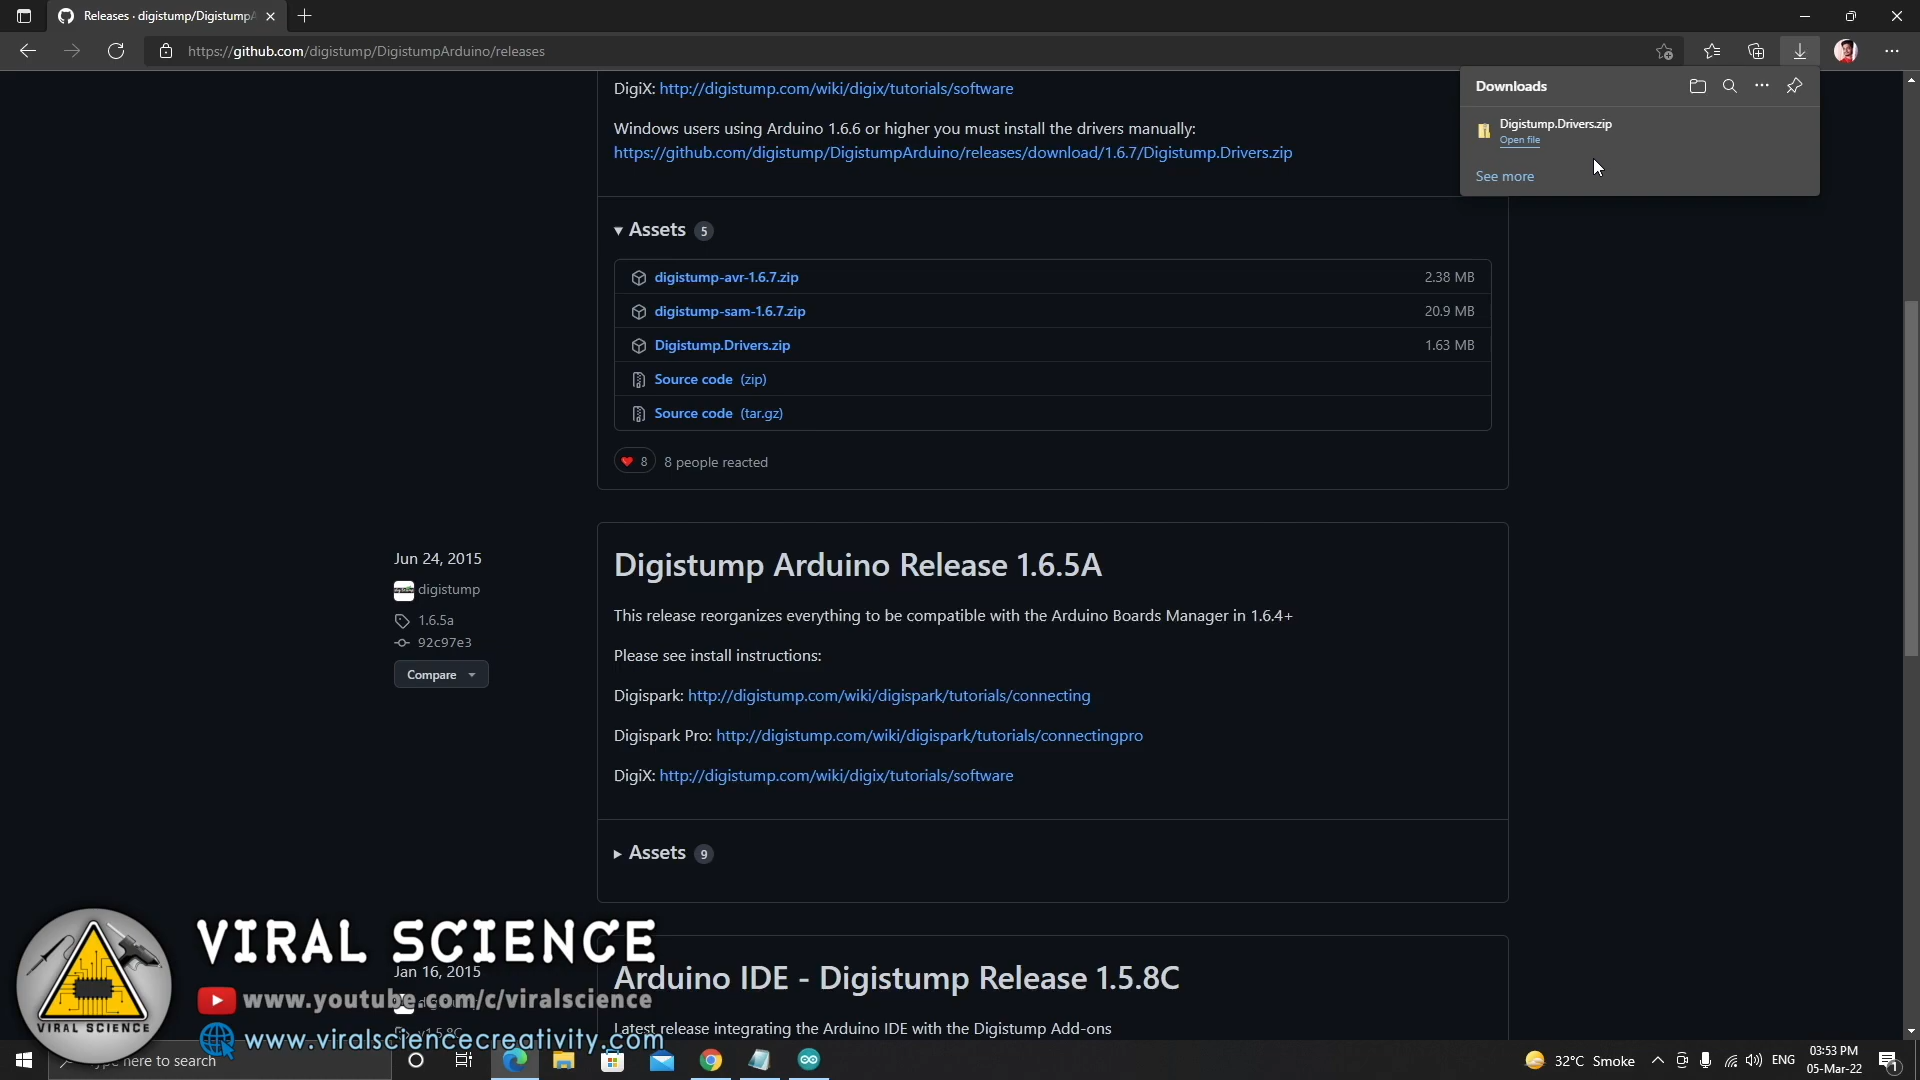 Releases · digistump/Digistump
https://github.com/digistump/DigistumpArduino/releases
DigiX: http://digistump.com/wiki/digix/tutorials/software
Windows users using Arduino 1.6.6 or higher you must install the drivers manually:
https://github.com/digistump/DigistumpArduino/releases/download/1.6.7/Digistump.Drivers.zip
Downloads
Digistump.Drivers.zip
Open file
See more
Assets 5
digistump-avr-1.6.7.zip 2.38 MB
digistump-sam-1.6.7.zip 20.9 MB
Digistump.Drivers.zip 1.63 MB
Source code (zip)
Source code (tar.gz)
8 8 people reacted
Jun 24, 2015
digistump
1.6.5a
92c97e3
Compare
Digistump Arduino Release 1.6.5A
This release reorganizes everything to be compatible with the Arduino Boards Manager in 1.6.4+
Please see install instructions:
Digispark: http://digistump.com/wiki/digispark/tutorials/connecting
Digispark Pro: http://digistump.com/wiki/digispark/tutorials/connectingpro
DigiX: http://digistump.com/wiki/digix/tutorials/software
Assets 9
Jan 16, 2015
v1.5.8C
Arduino IDE - Digistump Release 1.5.8C
Latest release integrating the Arduino IDE with the Digistump Add-ons
VIRAL SCIENCE
VIRAL SCIENCE
www.youtube.com/c/viralscience
www.viralsciencecreativity.com
here to search
32°C Smoke
ENG
03:53 PM
05-Mar-22
1